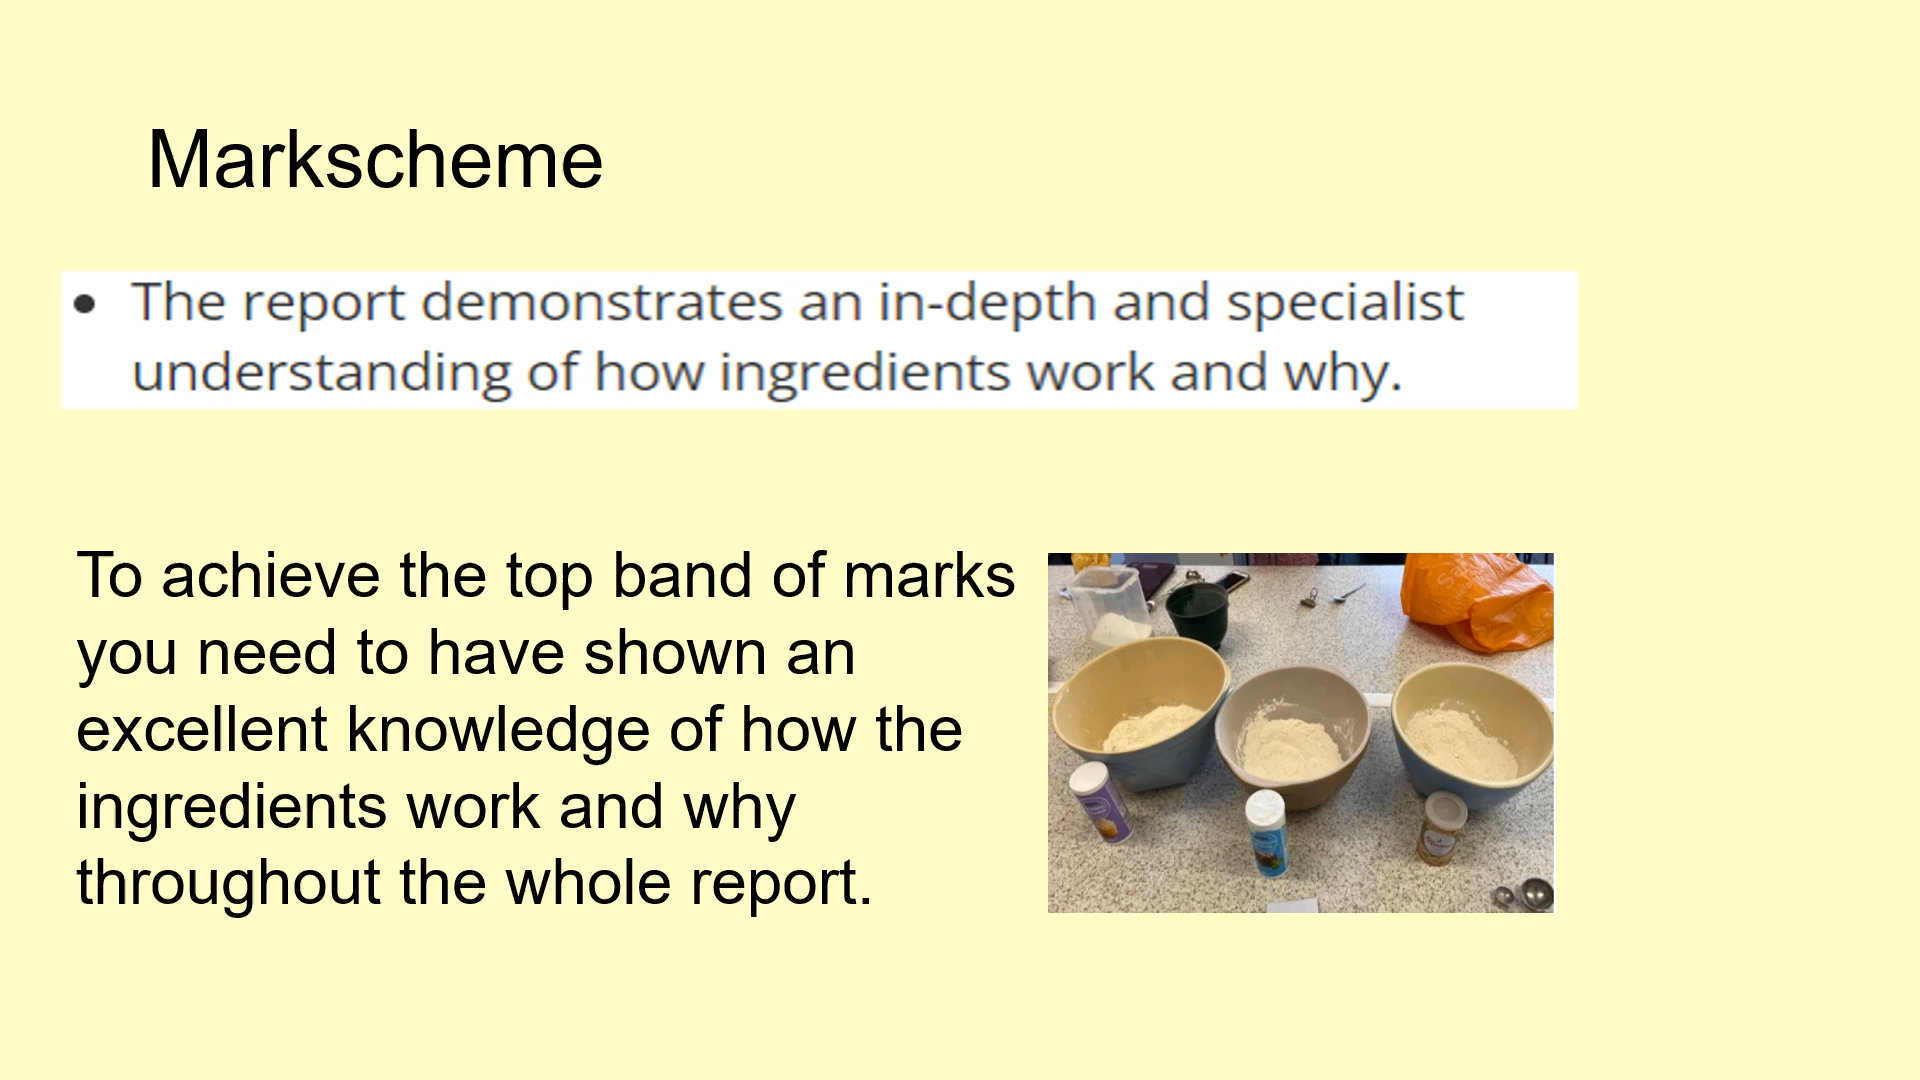 Markscheme
• The report demonstrates an in-depth and specialist
understanding of how ingredients work and why.
To achieve the top band of marks
you need to have shown an
excellent knowledge of how the
ingredients work and why
throughout the whole report.